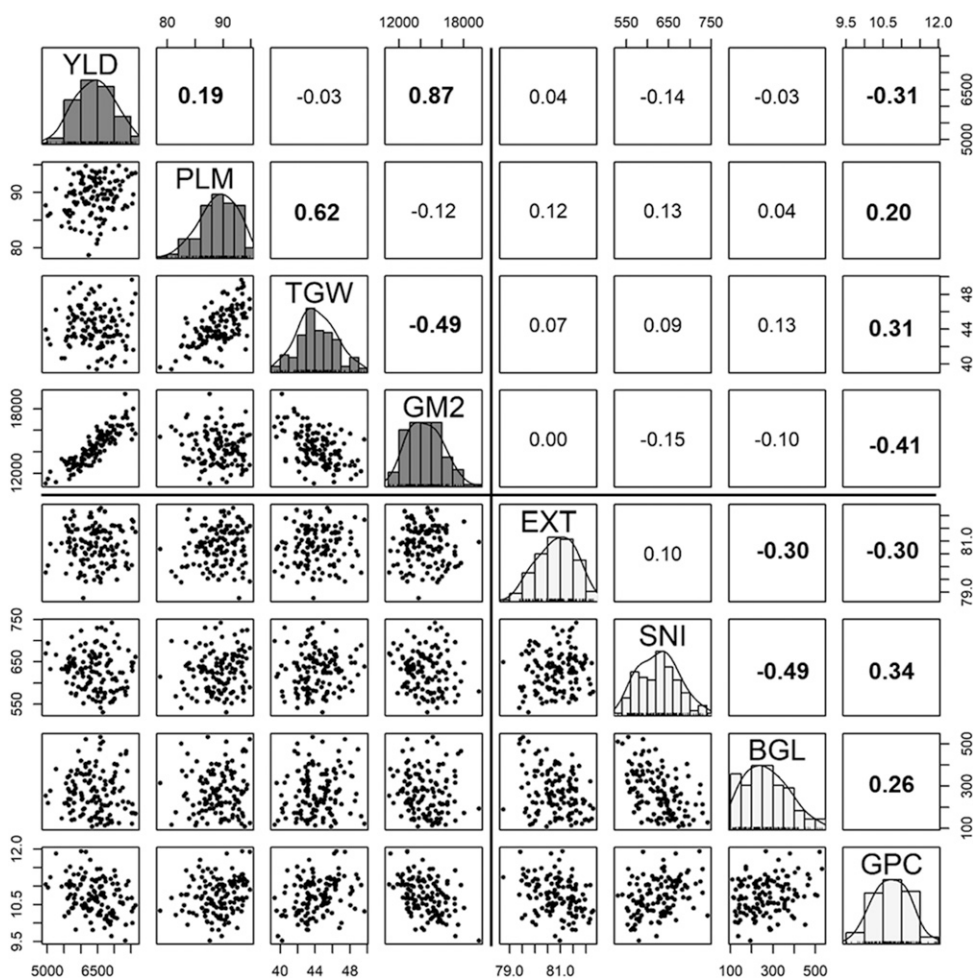 80 90 12000 18000 550 650 750 9.5 10.5 12.0
YLD 0.19 -0.03 0.87 0.04 -0.14 -0.03 -0.31 5000 6500
80 90 PLM 0.62 -0.12 0.12 0.13 0.04 0.20
TGW -0.49 0.07 0.09 0.13 0.31 40 44 48
12000 18000 GM2 0.00 -0.15 -0.10 -0.41
EXT 0.10 -0.30 -0.30 79.0 81.0
550 650 750 SNI -0.49 0.34
BGL 0.26 100 300 500
9.5 10.5 12.0 GPC
5000 6500 40 44 48 79.0 81.0 100 300 500